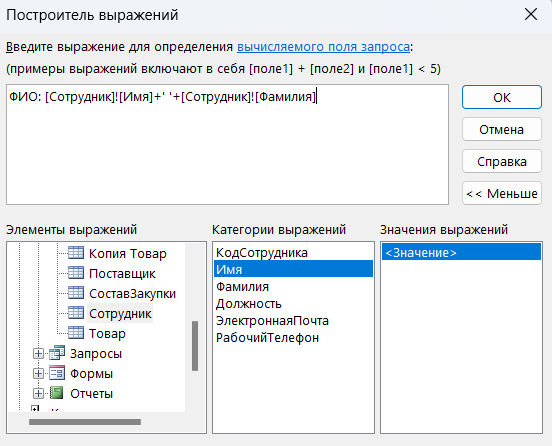 Построитель выражений
Введите выражение для определения вычисляемого поля запроса:
(примеры выражений включают в себя [поле1] + [поле2] и [поле1] < 5)
ФИО: [Сотрудник]![Имя]+' '+[Сотрудник]![Фамилия]
ОК
Отмена
Справка
<< Меньше
Элементы выражений
Копия Товар
Поставщик
СоставЗакупки
Сотрудник
Товар
Запросы
Формы
Отчеты
Категории выражений
КодСотрудника
Имя
Фамилия
Должность
ЭлектроннаяПочта
РабочийТелефон
Значения выражений
<Значение>